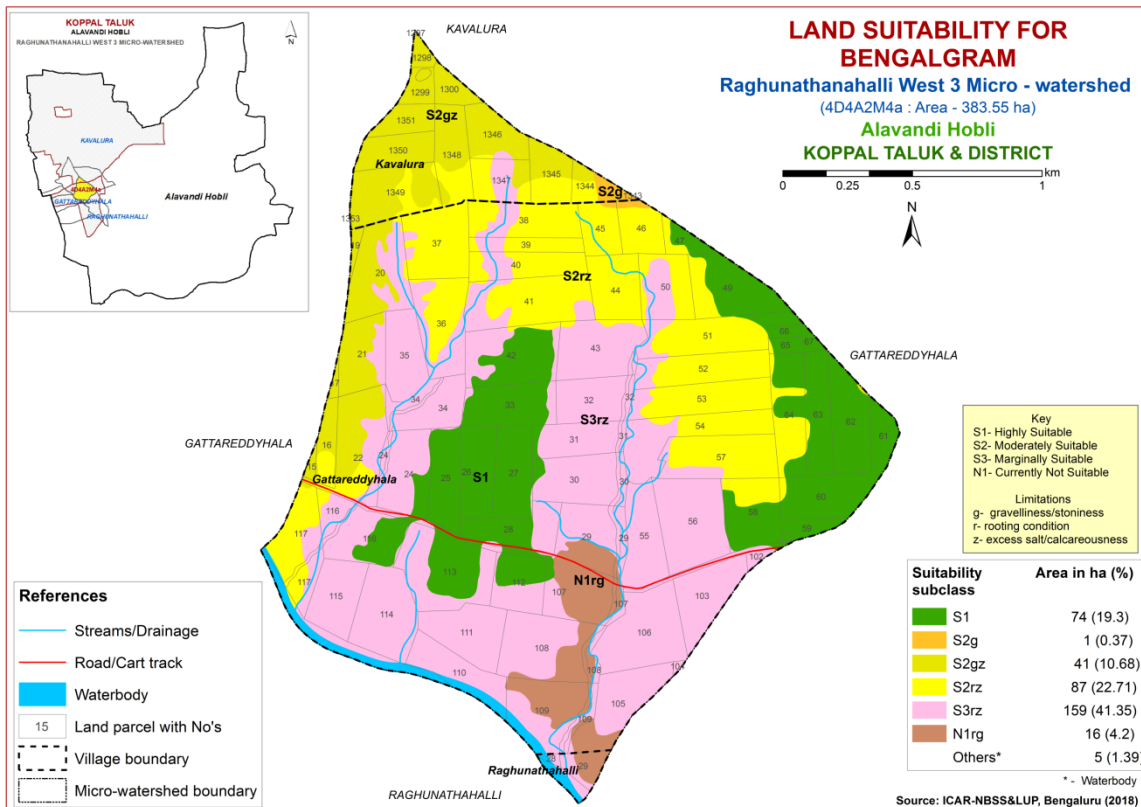 KOPPAL TALUK
ALAVANDI HOBLI
RAGHUNATHANAHALLI WEST 3 MICRO-WATERSHED
N
KAVALURA
4D4A2M4a
GATTAREDDYHALA
RAGHUNATHAHALLI
Alavandi Hobli
LAND SUITABILITY FOR
BENGALGRAM
Raghunathanahalli West 3 Micro - watershed
(4D4A2M4a : Area - 383.55 ha)
Alavandi Hobli
KOPPAL TALUK & DISTRICT
km
0 0.25 0.5 1
N
KAVALURA
1297
1298
1299 1300
1351 S2gz
1346
1350 1348
Kavalura
1347
1345
1344
1349
S2g
1353
19
38 45 46
37 39
47
20 40
S2rz
50
49
41 44
36
51
66
65 67
21 35 42 43
GATTAREDDYHALA
52
34
34 33 32 32 53
64 63 62 61
S3rz
GATTAREDDYHALA
16 31 31 54
15 22 24 57
Gattareddyhala
24 25 26 27 30 30
S1
60
116 58
28 56
59
117 116 29 29 55
102
113 112 N1rg
117 107 107 103
115
114 111 106
108
110 108
105
109 109
Raghunathahalli
28 29
RAGHUNATHAHALLI
Key
S1- Highly Suitable
S2- Moderately Suitable
S3- Marginally Suitable
N1- Currently Not Suitable
Limitations
g- gravelliness/stoniness
r- rooting condition
z- excess salt/calcareousness
References
Streams/Drainage
Road/Cart track
Waterbody
15 Land parcel with No's
Village boundary
Micro-watershed boundary
Suitability subclass Area in ha (%)
S1 74 (19.3)
S2g 1 (0.37)
S2gz 41 (10.68)
S2rz 87 (22.71)
S3rz 159 (41.35)
N1rg 16 (4.2)
Others* 5 (1.39)
* - Waterbody
Source: ICAR-NBSS&LUP, Bengaluru (2018)